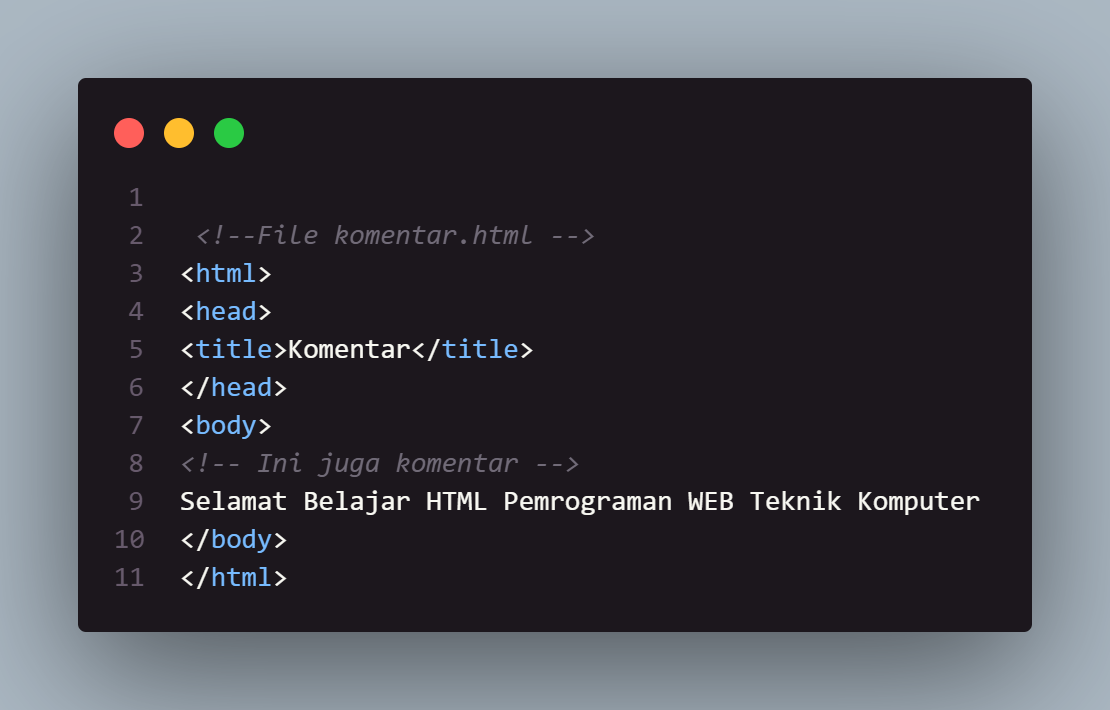 1
2 <!--File komentar.html -->
3 <html>
4 <head>
5 <title>Komentar</title>
6 </head>
7 <body>
8 <!-- Ini juga komentar -->
9 Selamat Belajar HTML Pemrograman WEB Teknik Komputer
10 </body>
11 </html>